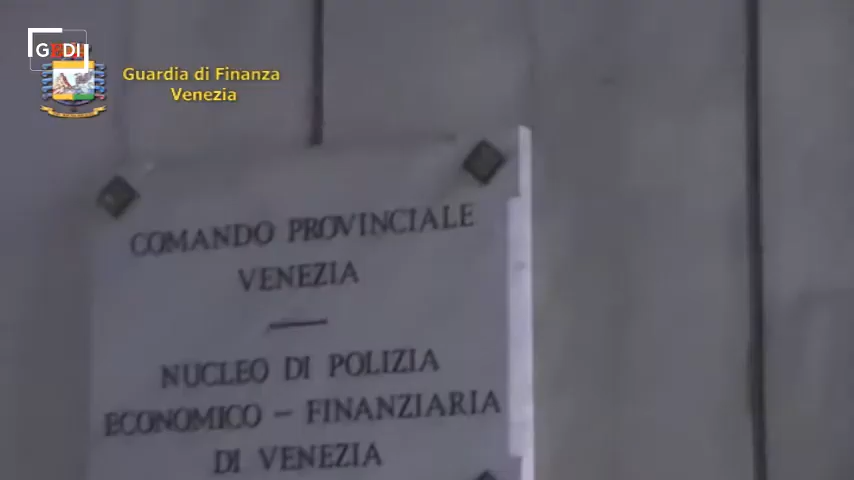 GEDI
Guardia di Finanza
Venezia
COMANDO PROVINCIALE
VENEZIA
NUCLEO DI POLIZIA
ECONOMICO – FINANZIARIA
DI VENEZIA